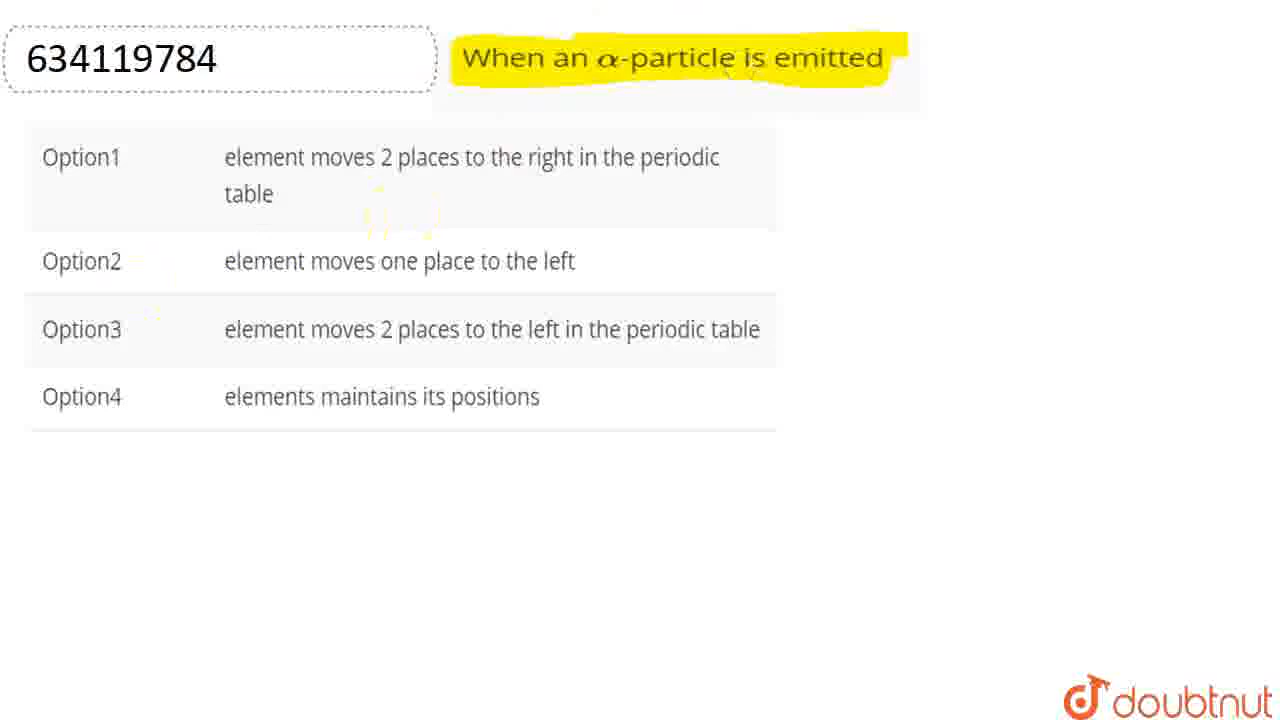 634119784
When an α-particle is emitted
Option1 element moves 2 places to the right in the periodic
table
Option2 element moves one place to the left
Option3 element moves 2 places to the left in the periodic table
Option4 elements maintains its positions
doubtnut